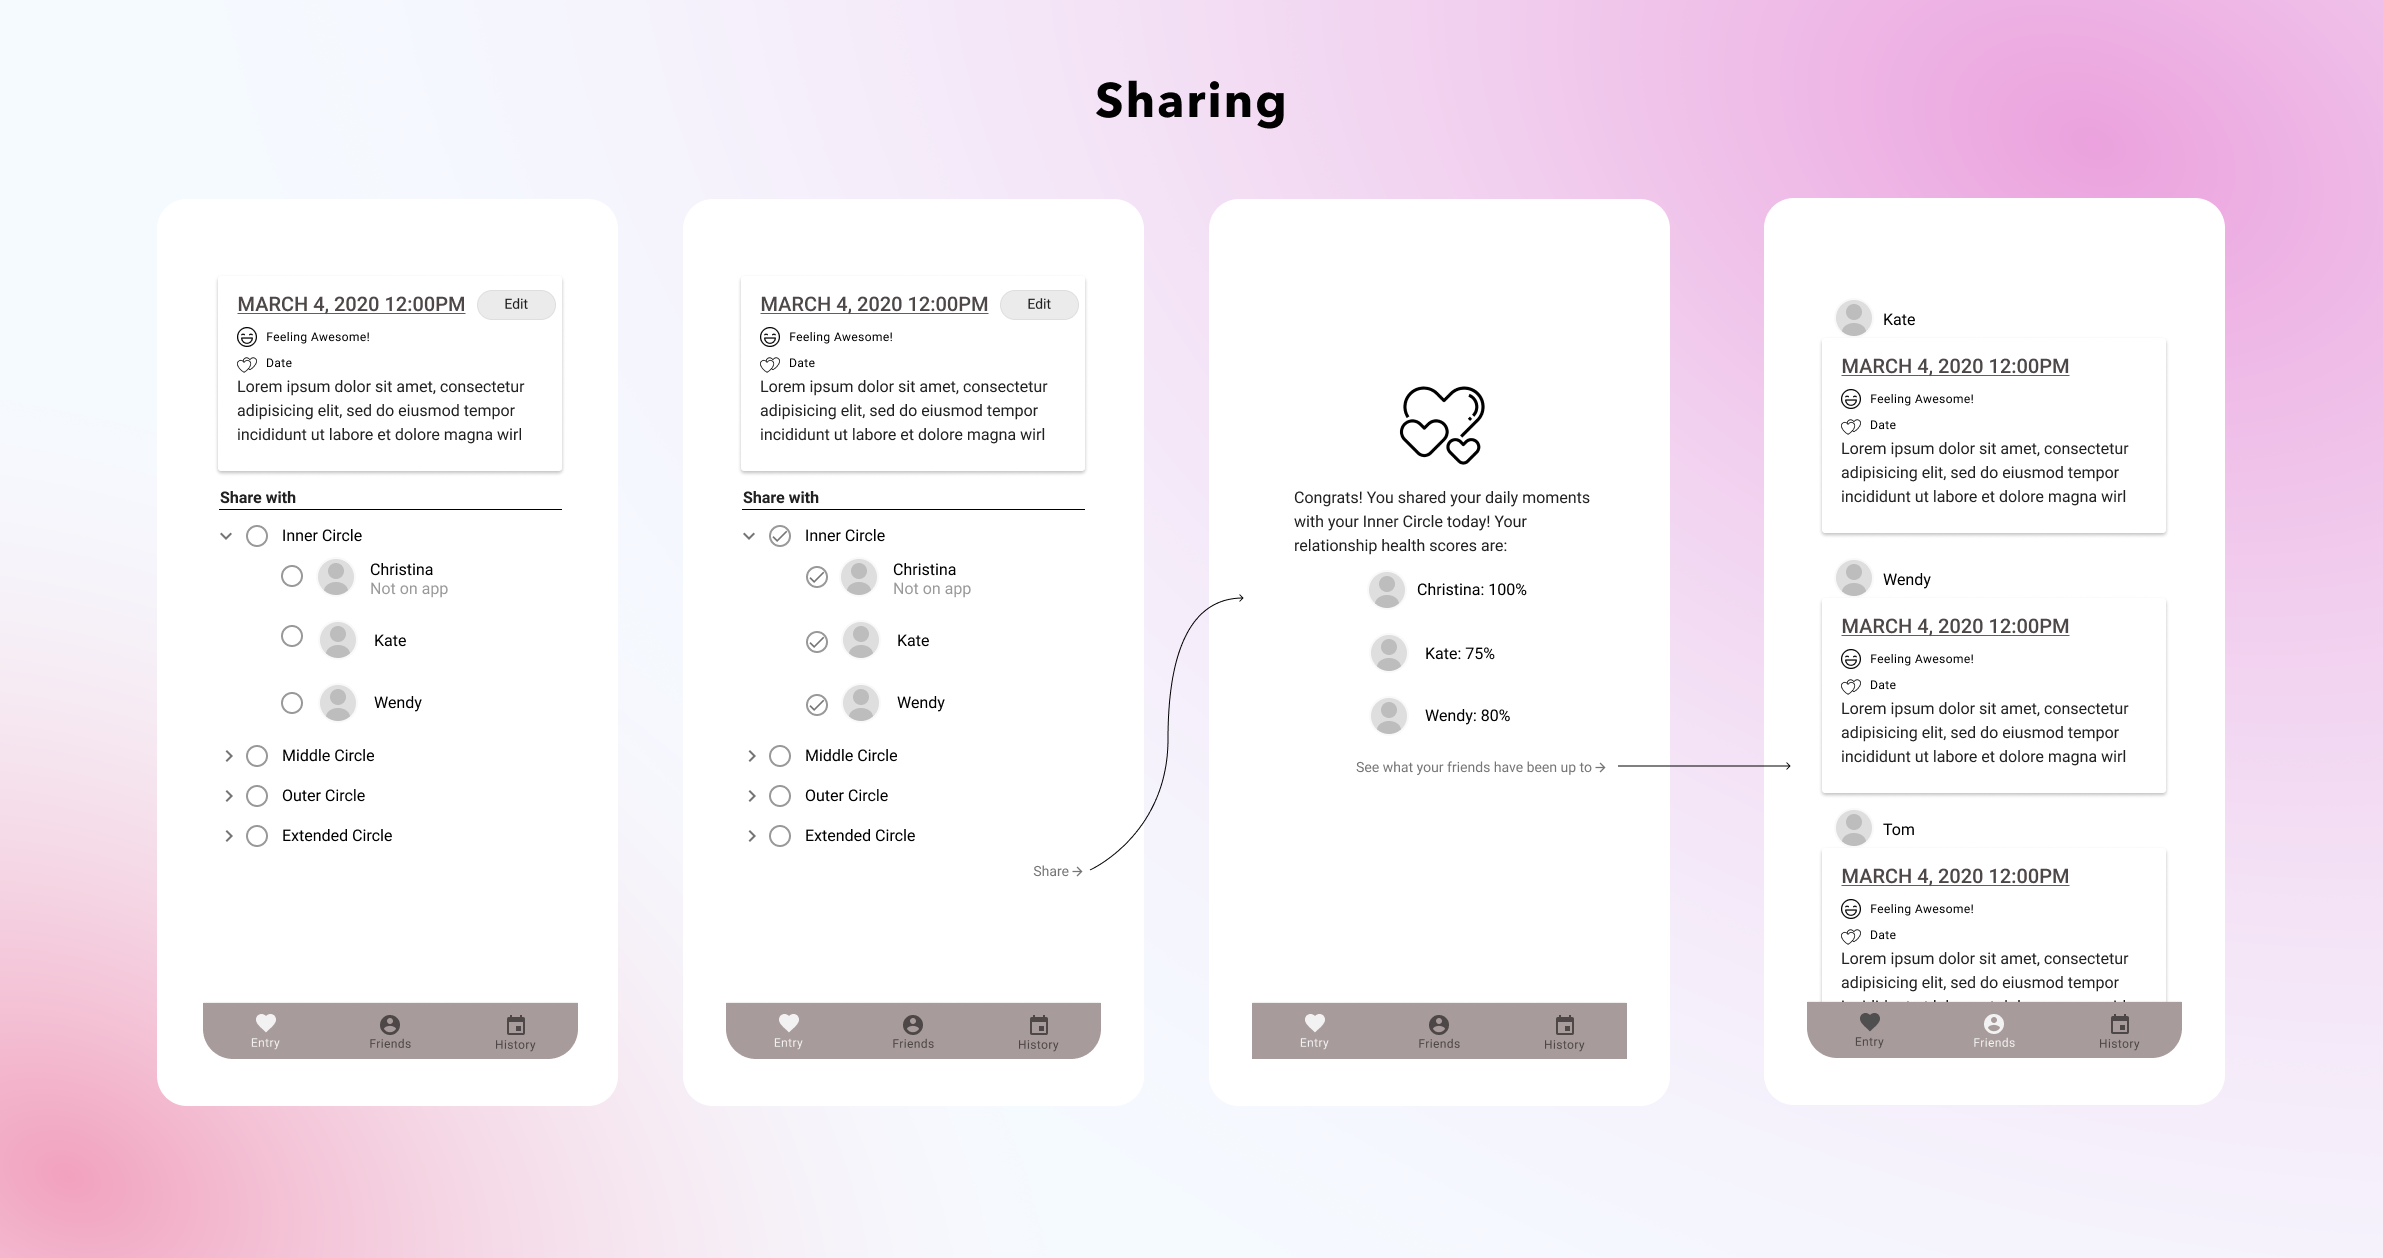 Sharing
MARCH 4, 2020 12:00PM
Edit
Feeling Awesome!
Date
Lorem ipsum dolor sit amet, consectetur
adipisicing elit, sed do eiusmod tempor
incididunt ut labore et dolore magna wirl
Share with
Inner Circle
Christina
Not on app
Kate
Wendy
Middle Circle
Outer Circle
Extended Circle
Entry
Friends
History
MARCH 4, 2020 12:00PM
Edit
Feeling Awesome!
Date
Lorem ipsum dolor sit amet, consectetur
adipisicing elit, sed do eiusmod tempor
incididunt ut labore et dolore magna wirl
Share with
Inner Circle
Christina
Not on app
Kate
Wendy
Middle Circle
Outer Circle
Extended Circle
Share →
Entry
Friends
History
Congrats! You shared your daily moments
with your Inner Circle today! Your
relationship health scores are:
Christina: 100%
Kate: 75%
Wendy: 80%
See what your friends have been up to →
Entry
Friends
History
Kate
MARCH 4, 2020 12:00PM
Feeling Awesome!
Date
Lorem ipsum dolor sit amet, consectetur
adipisicing elit, sed do eiusmod tempor
incididunt ut labore et dolore magna wirl
Wendy
MARCH 4, 2020 12:00PM
Feeling Awesome!
Date
Lorem ipsum dolor sit amet, consectetur
adipisicing elit, sed do eiusmod tempor
incididunt ut labore et dolore magna wirl
Tom
MARCH 4, 2020 12:00PM
Feeling Awesome!
Date
Lorem ipsum dolor sit amet, consectetur
adipisicing elit, sed do eiusmod tempor
Entry
Friends
History